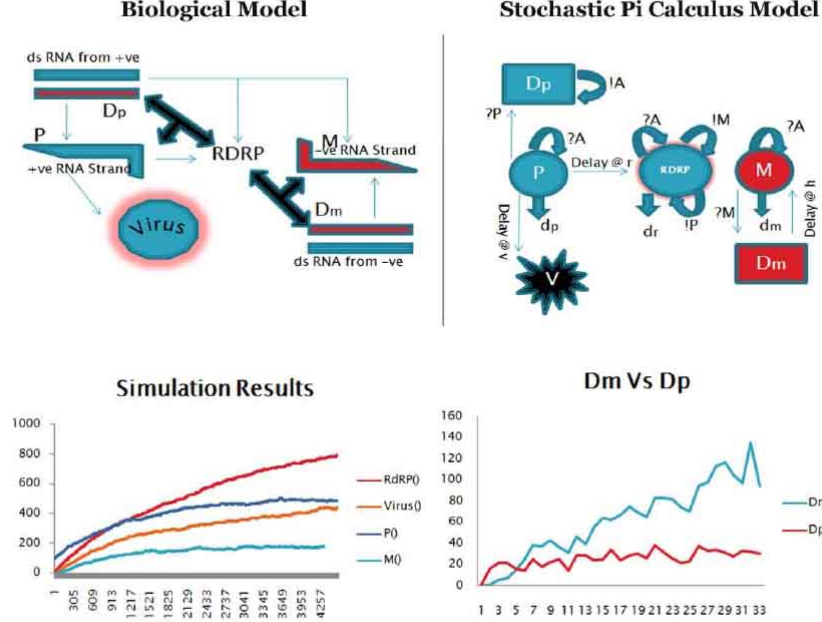 Biological Model
ds RNA from +ve
Dp
P
+ve RNA Strand
RDRP
M
-ve RNA Strand
Virus
Dm
ds RNA from -ve
Stochastic Pi Calculus Model
Dp
!A
?P
?A
P
Delay @ r
dp
Delay @ v
V
?A
!M
RDRP
dr
!P
?A
M
?M
dm
Delay @ h
Dm
Simulation Results
1000
800
600
400
200
0
1
305
609
913
1217
1521
1825
2129
2433
2737
3041
3345
3649
3953
4257
RdRP()
Virus()
P()
M()
Dm Vs Dp
160
140
120
100
80
60
40
20
0
1 3 5 7 9 11 13 15 17 19 21 23 25 27 29 31 33
Dp